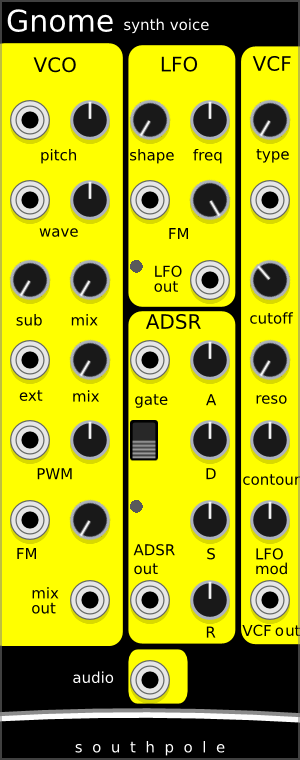 Gnome synth voice
VCO
LFO
VCF
pitch
shape
freq
type
wave
FM
LFO
out
sub
mix
cutoff
ADSR
ext
mix
gate
A
reso
PWM
D
contour
FM
ADSR
out
S
LFO
mod
mix
out
R
VCF out
audio
southpole